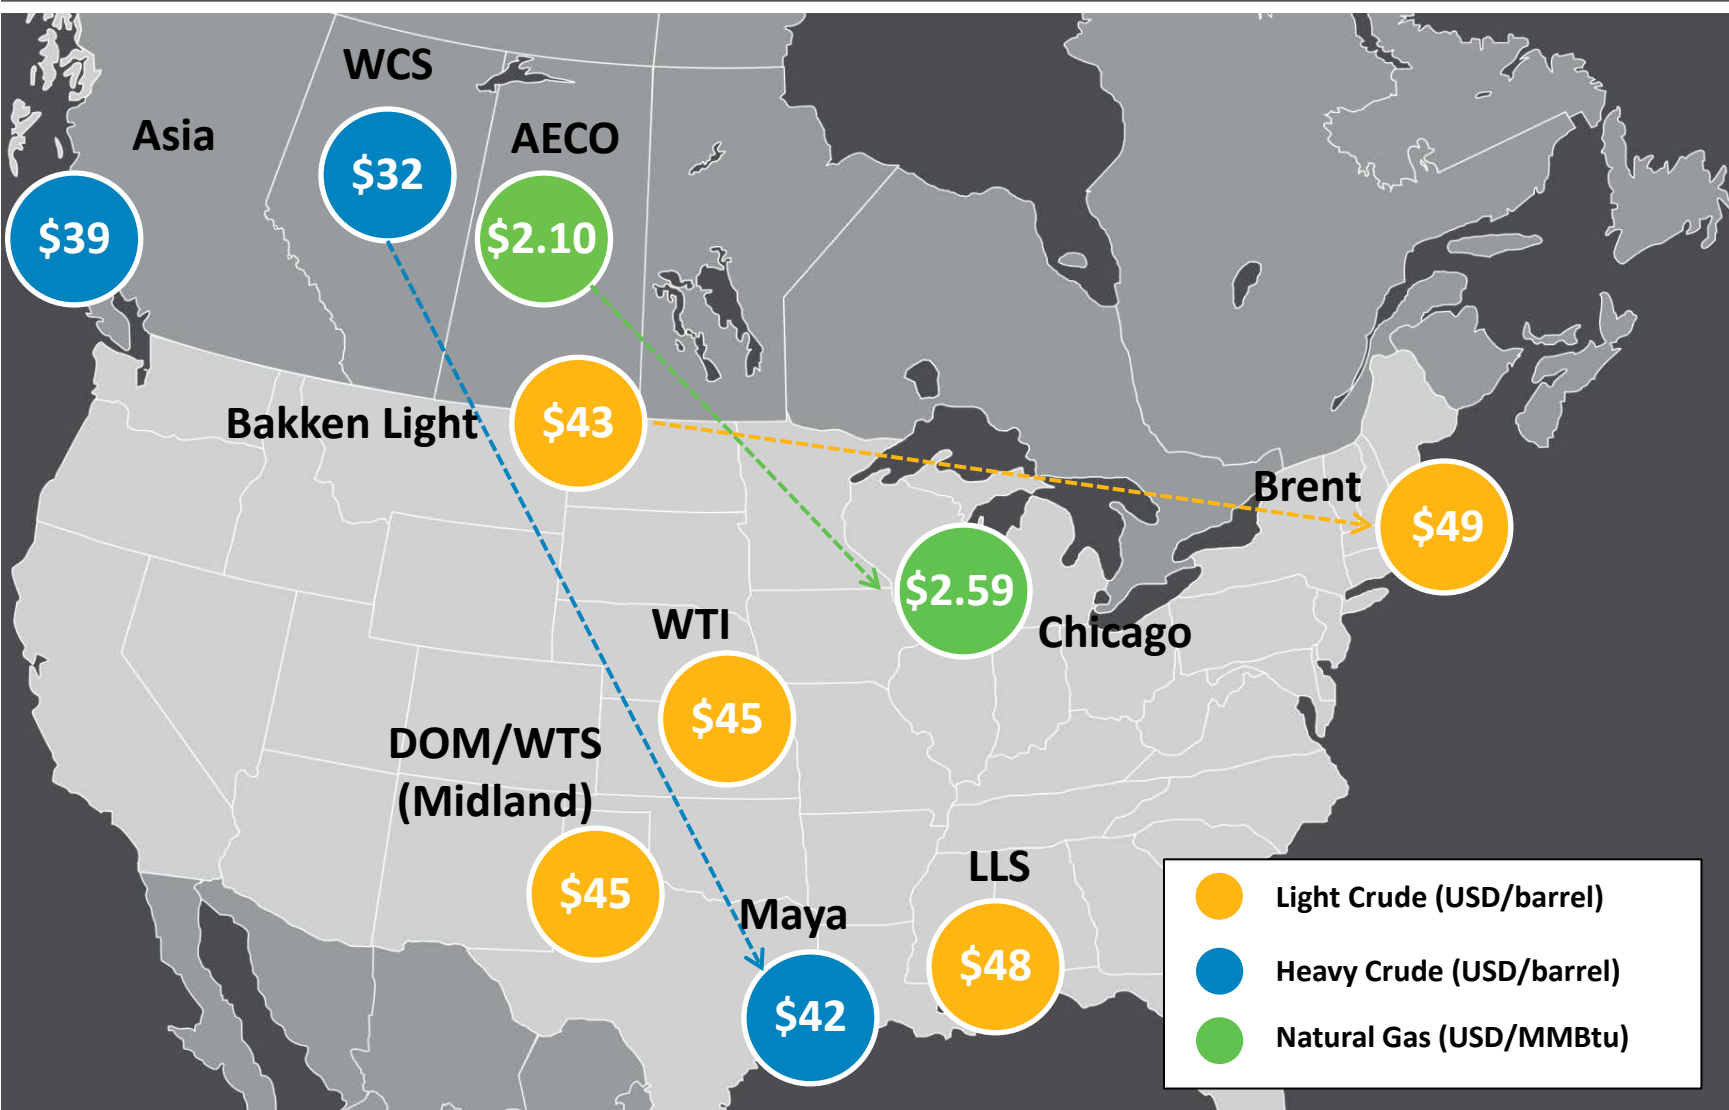 WCS
$32
Asia
$39
AECO
$2.10
Bakken Light
$43
Brent
$49
$2.59
Chicago
WTI
$45
DOM/WTS
(Midland)
$45
Maya
$42
LLS
$48
Light Crude (USD/barrel)
Heavy Crude (USD/barrel)
Natural Gas (USD/MMBtu)